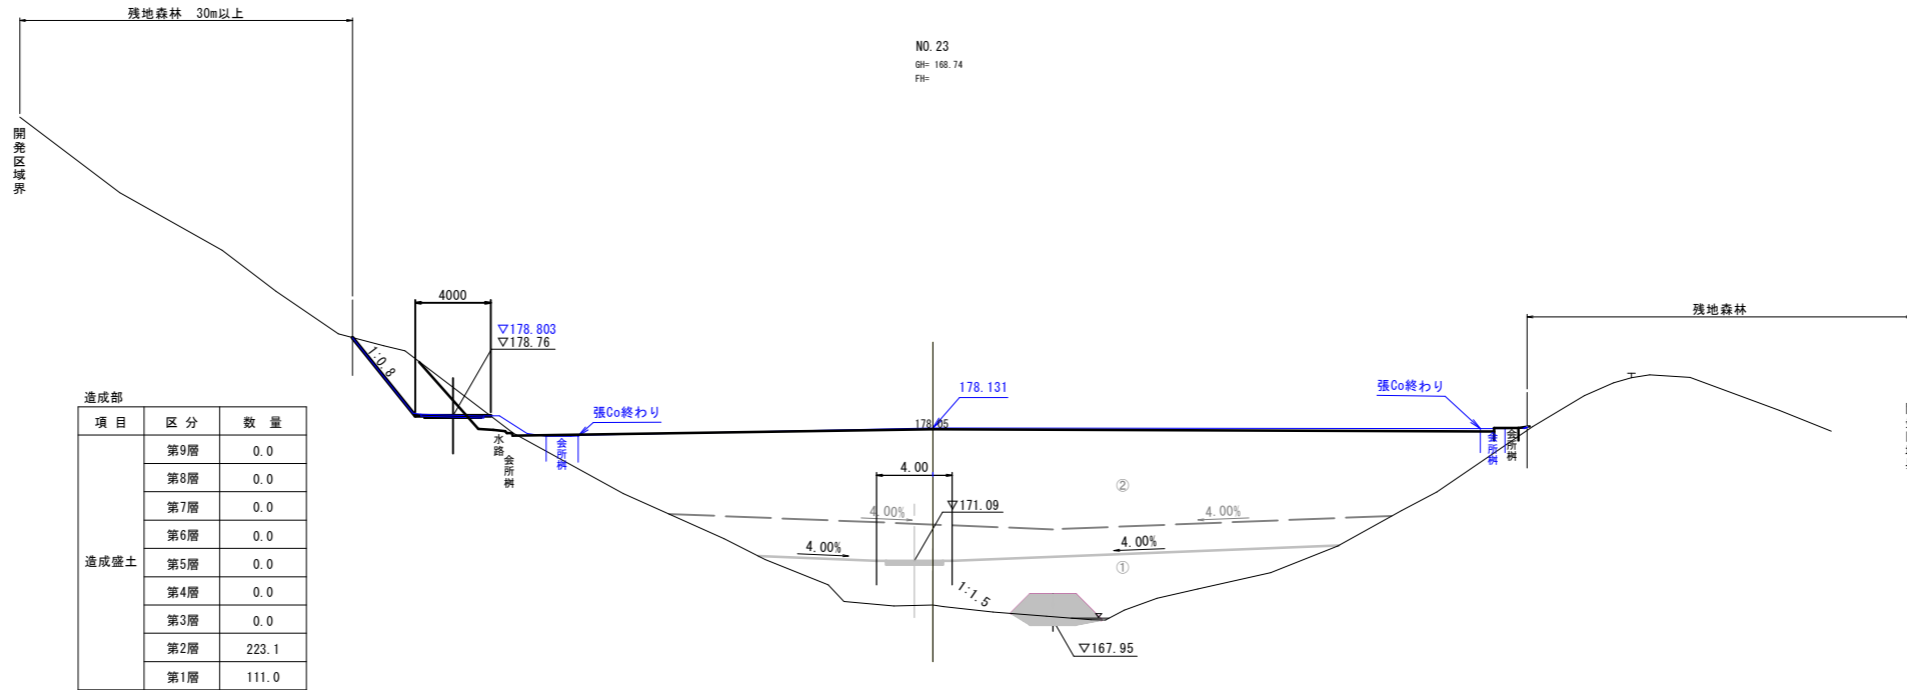 残地森林 30m以上
NO. 23
GH= 168.74
FH=
開発区域界
4000
▽178.803
▽178.76
1:0.8
残地森林
張Co終わり
178.131
178.05
張Co終わり
水路
会所桝
会所桝
会所桝
会所桝
4.00
②
▽171.09
4.00%
4.00%
4.00%
4.00%
①
1:1.5
▽167.95
造成部
項目 区分 数量
造成盛土
第9層 0.0
第8層 0.0
第7層 0.0
第6層 0.0
第5層 0.0
第4層 0.0
第3層 0.0
第2層 223.1
第1層 111.0